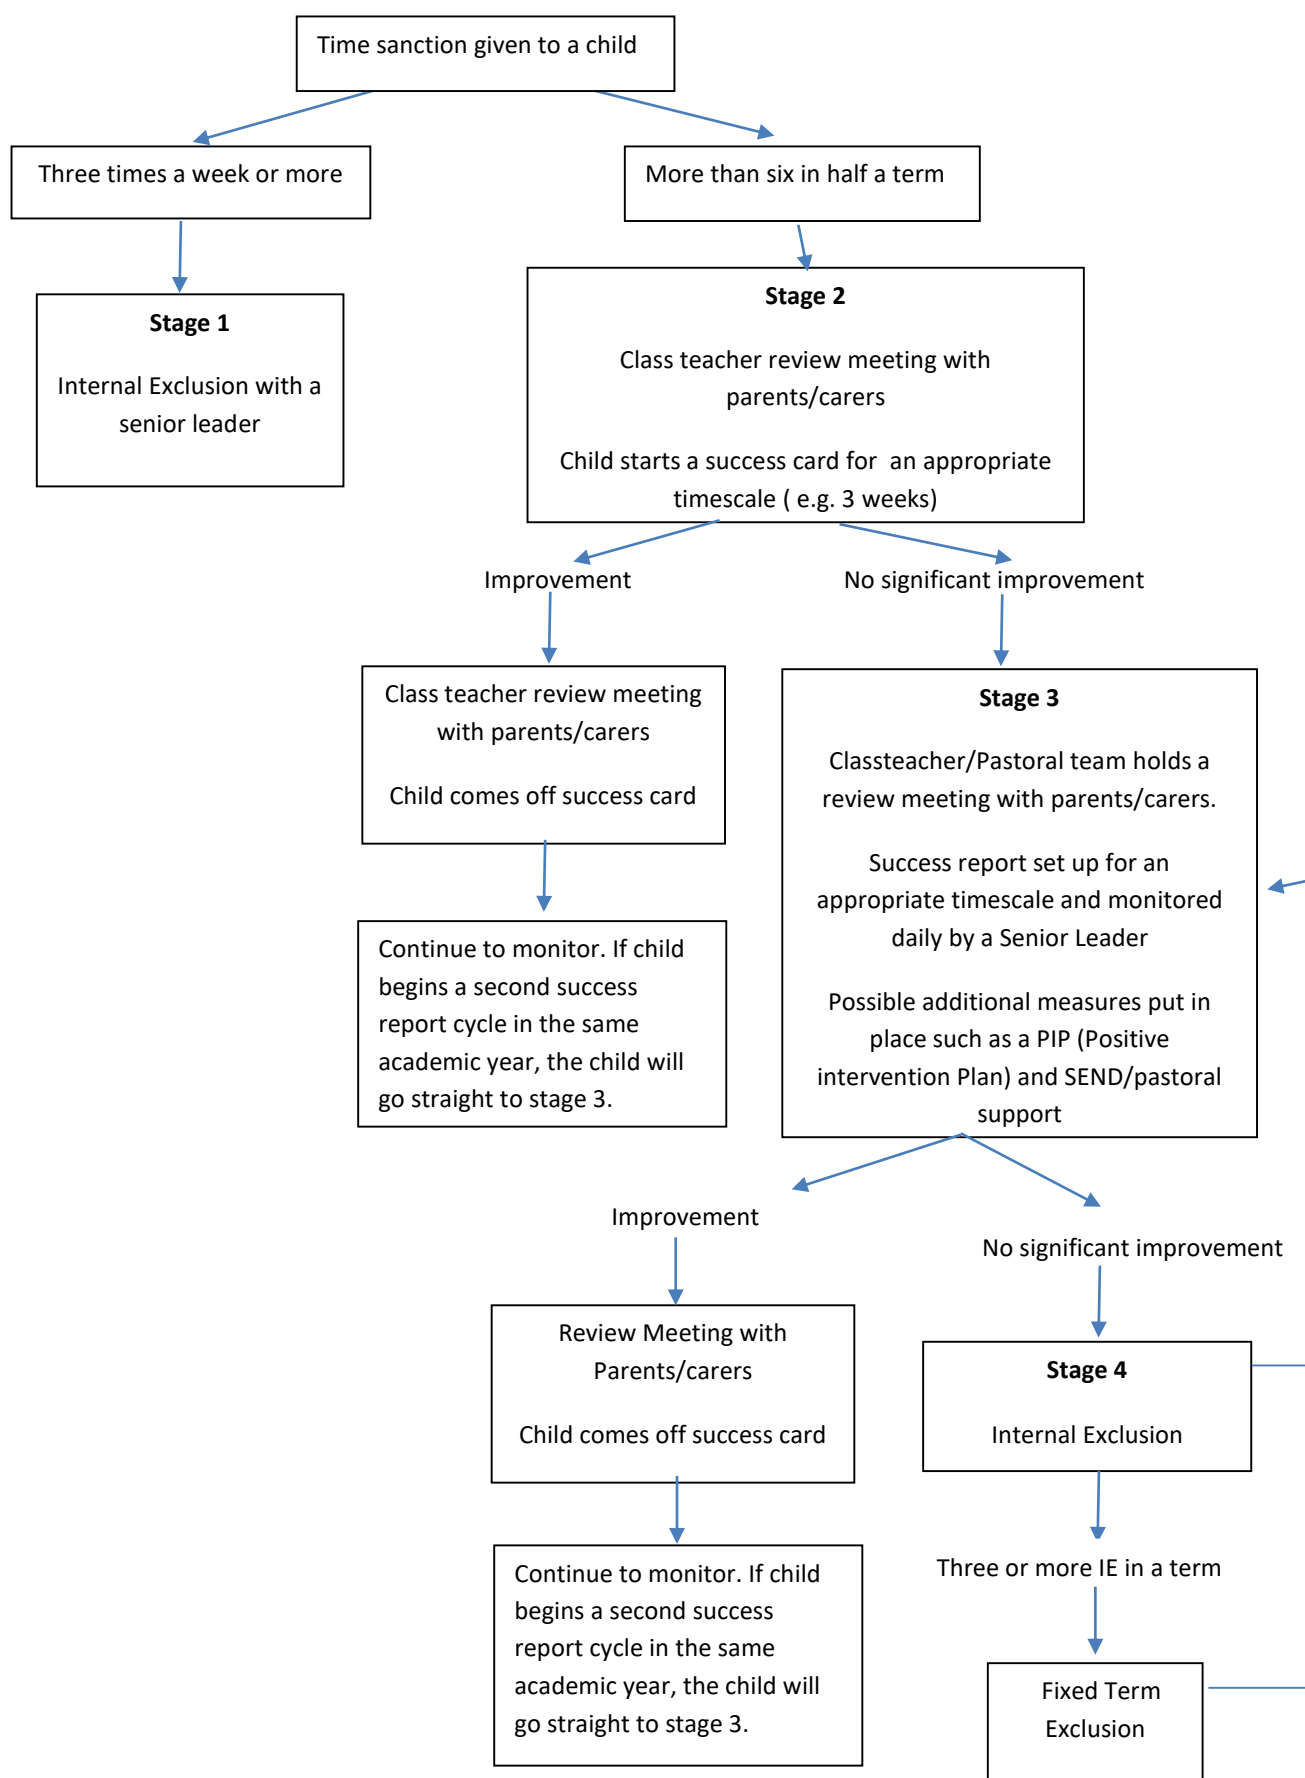 Time sanction given to a child
Three times a week or more
More than six in half a term
Stage 1
Internal Exclusion with a
senior leader
Stage 2
Class teacher review meeting with
parents/carers
Child starts a success card for  an appropriate
timescale ( e.g. 3 weeks)
Improvement
No significant improvement
Class teacher review meeting
with parents/carers
Child comes off success card
Continue to monitor. If child
begins a second success
report cycle in the same
academic year, the child will
go straight to stage 3.
Stage 3
Classteacher/Pastoral team holds a
review meeting with parents/carers.
Success report set up for an
appropriate timescale and monitored
daily by a Senior Leader
Possible additional measures put in
place such as a PIP (Positive
intervention Plan) and SEND/pastoral
support
Improvement
No significant improvement
Review Meeting with
Parents/carers
Child comes off success card
Continue to monitor. If child
begins a second success
report cycle in the same
academic year, the child will
go straight to stage 3.
Stage 4
Internal Exclusion
Three or more IE in a term
Fixed Term
Exclusion